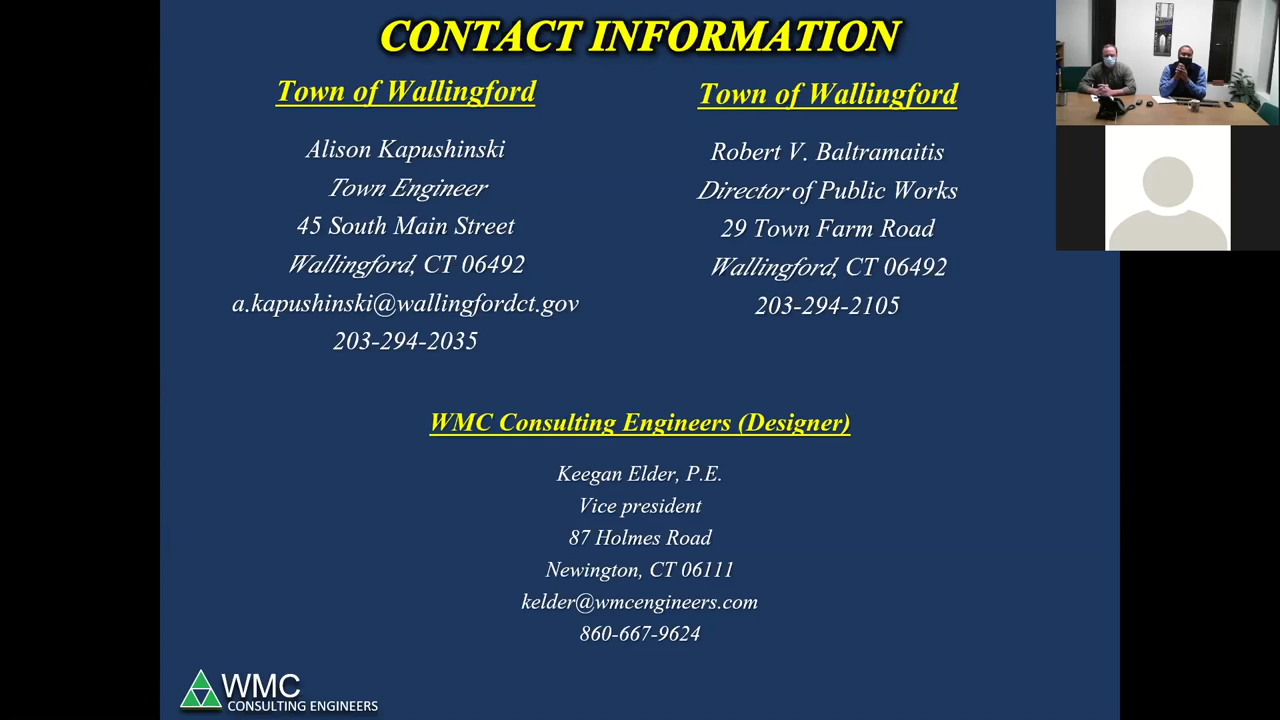 CONTACT INFORMATION
Town of Wallingford
Alison Kapushinski
Town Engineer
45 South Main Street
Wallingford, CT 06492
a.kapushinski@wallingfordct.gov
203-294-2035
Town of Wallingford
Robert V. Baltramaitis
Director of Public Works
29 Town Farm Road
Wallingford, CT 06492
203-294-2105
WMC Consulting Engineers (Designer)
Keegan Elder, P.E.
Vice president
87 Holmes Road
Newington, CT 06111
kelder@wmcengineers.com
860-667-9624
WMC
CONSULTING ENGINEERS